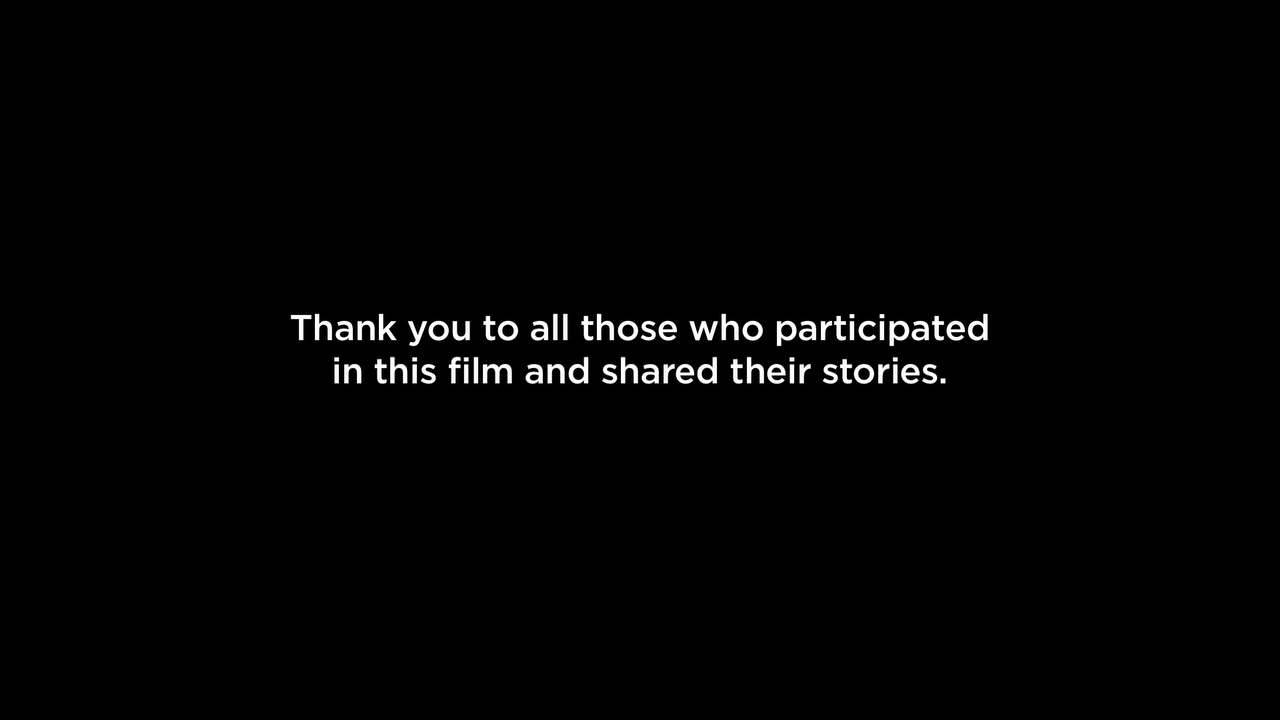 Thank you to all those who participated
in this film and shared their stories.